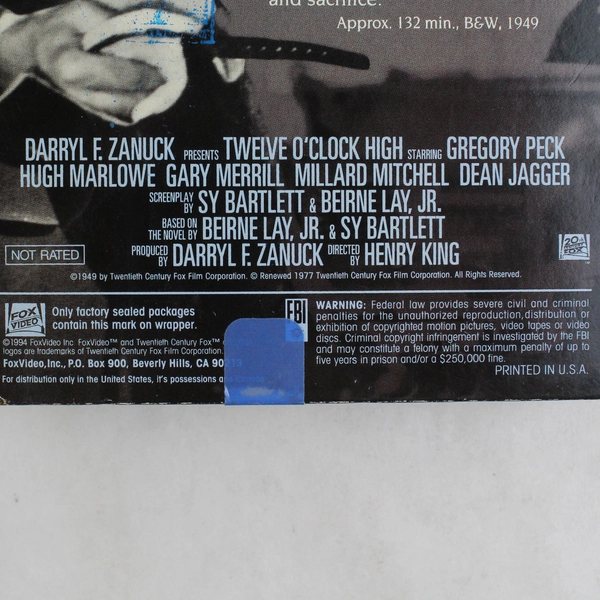 and sacrifice.
Approx. 132 min., B&W, 1949
DARRYL F. ZANUCK PRESENTS TWELVE O'CLOCK HIGH STARRING GREGORY PECK
HUGH MARLOWE GARY MERRILL MILLARD MITCHELL DEAN JAGGER
SCREENPLAY BY SY BARTLETT & BEIRNE LAY, JR.
BASED ON THE NOVEL BY BEIRNE LAY, JR. & SY BARTLETT
PRODUCED BY DARRYL F. ZANUCK DIRECTED BY HENRY KING
NOT RATED
20th CENTURY FOX
©1949 by Twentieth Century Fox Film Corporation. © Renewed 1977 Twentieth Century Fox Film Corporation. All Rights Reserved.
FOX VIDEO
Only factory sealed packages
contain this mark on wrapper.
©1994 FoxVideo Inc FoxVideo™ and Twentieth Century Fox™
logos are trademarks of Twentieth Century Fox Film Corporation.
FoxVideo, Inc., P.O. Box 900, Beverly Hills, CA 90213
For distribution only in the United States, it's possessions and
FBI
WARNING: Federal law provides severe civil and criminal
penalties for the unauthorized reproduction, distribution or
exhibition of copyrighted motion pictures, video tapes or video
discs. Criminal copyright infringement is investigated by the FBI
and may constitute a felony with a maximum penalty of up to
five years in prison and/or a $250,000 fine.
PRINTED IN U.S.A.